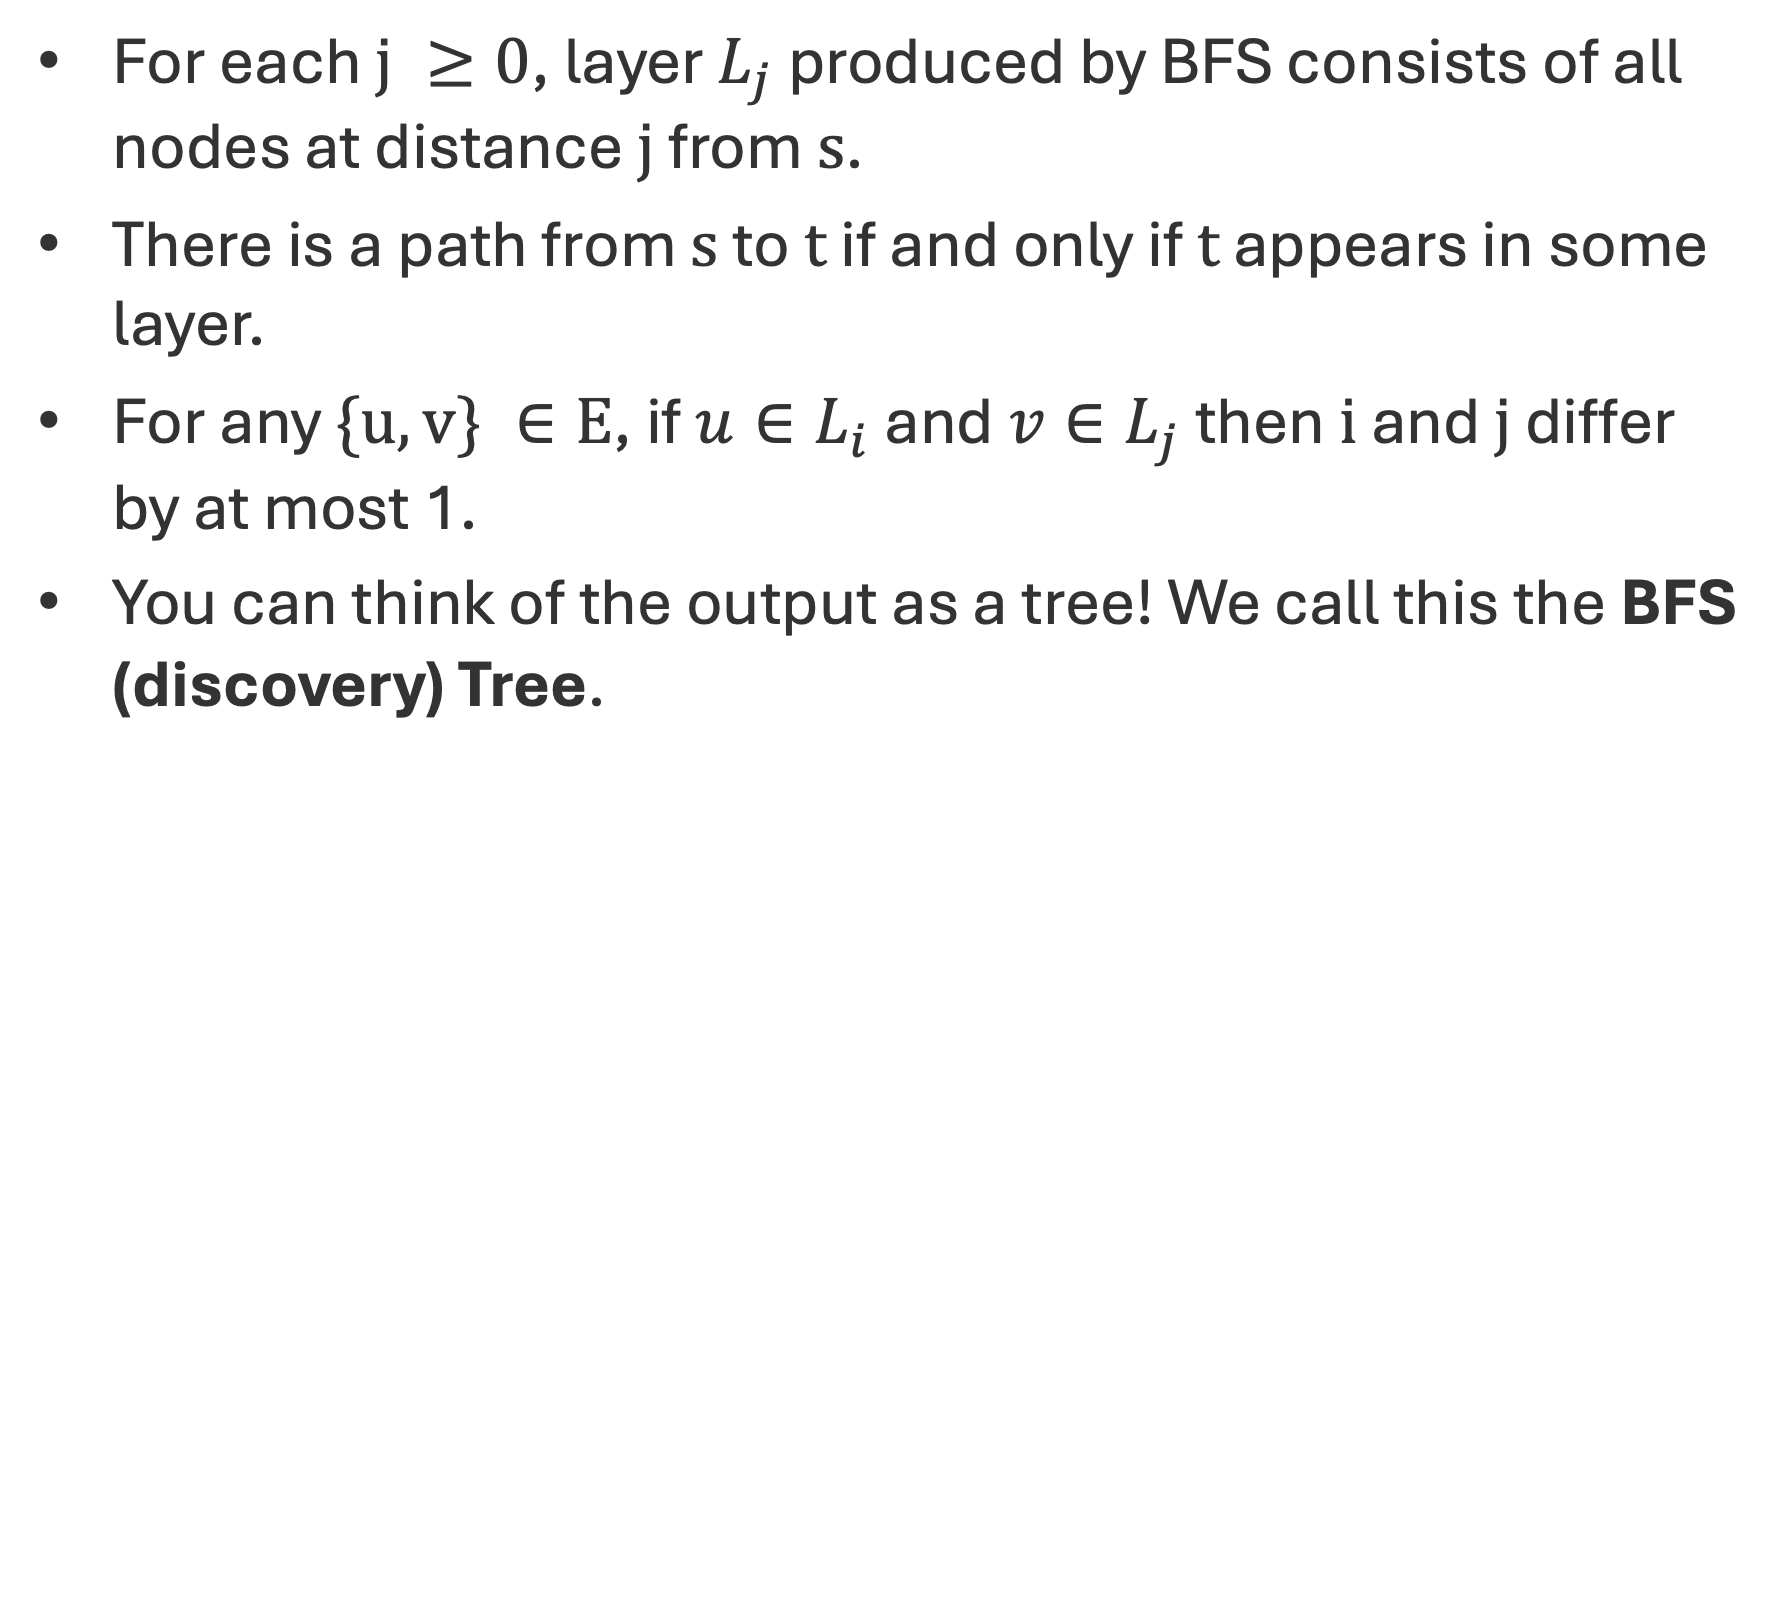 • For each j ≥ 0, layer L_j produced by BFS consists of all
nodes at distance j from s.
• There is a path from s to t if and only if t appears in some
layer.
• For any {u, v} ∈ E, if u ∈ L_i and v ∈ L_j then i and j differ
by at most 1.
• You can think of the output as a tree! We call this the BFS
(discovery) Tree.